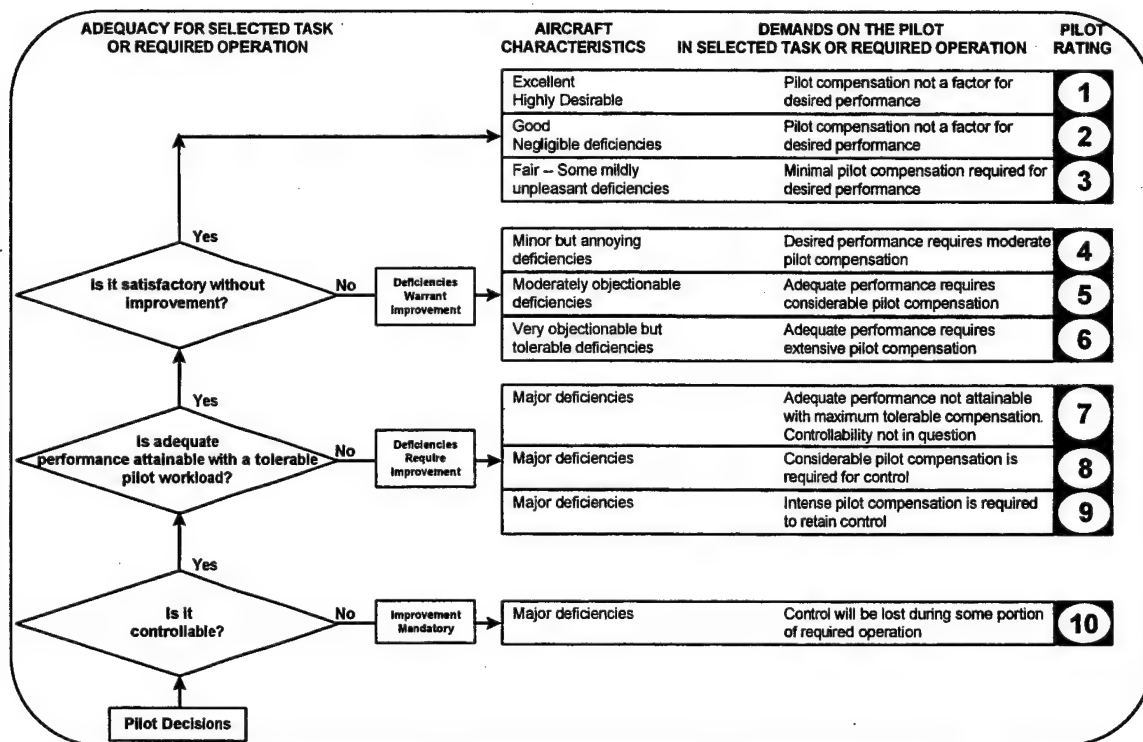 ADEQUACY FOR SELECTED TASK
OR REQUIRED OPERATION
AIRCRAFT
CHARACTERISTICS
DEMANDS ON THE PILOT
IN SELECTED TASK OR REQUIRED OPERATION
PILOT
RATING
Excellent
Highly Desirable
Pilot compensation not a factor for
desired performance
1
Good
Negligible deficiencies
Pilot compensation not a factor for
desired performance
2
Fair -- Some mildly
unpleasant deficiencies
Minimal pilot compensation required for
desired performance
3
Yes
Is it satisfactory without
improvement?
No
Deficiencies
Warrant
Improvement
Minor but annoying
deficiencies
Desired performance requires moderate
pilot compensation
4
Moderately objectionable
deficiencies
Adequate performance requires
considerable pilot compensation
5
Very objectionable but
tolerable deficiencies
Adequate performance requires
extensive pilot compensation
6
Yes
Is adequate
performance attainable with a tolerable
pilot workload?
No
Deficiencies
Require
Improvement
Major deficiencies
Adequate performance not attainable
with maximum tolerable compensation.
Controllability not in question
7
Major deficiencies
Considerable pilot compensation is
required for control
8
Major deficiencies
Intense pilot compensation is required
to retain control
9
Yes
Is it
controllable?
No
Improvement
Mandatory
Major deficiencies
Control will be lost during some portion
of required operation
10
Pilot Decisions